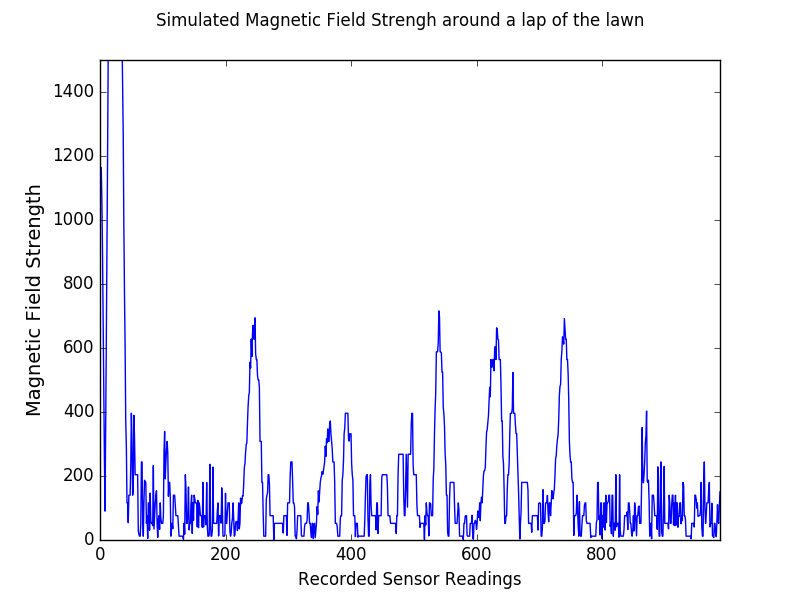 Simulated Magnetic Field Strengh around a lap of the lawn
1400
1200
1000
800
600
400
200
0
Magnetic Field Strength
0 200 400 600 800
Recorded Sensor Readings